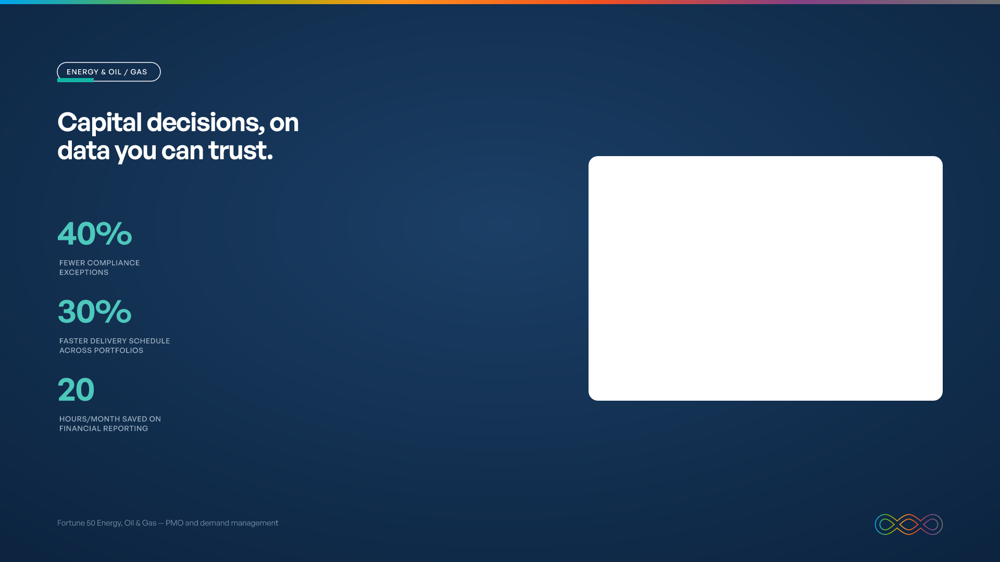 ENERGY & OIL / GAS
Capital decisions, on
data you can trust.
40%
FEWER COMPLIANCE
EXCEPTIONS
30%
FASTER DELIVERY SCHEDULE
ACROSS PORTFOLIOS
20
HOURS/MONTH SAVED ON
FINANCIAL REPORTING
Fortune 50 Energy, Oil & Gas — PMO and demand management